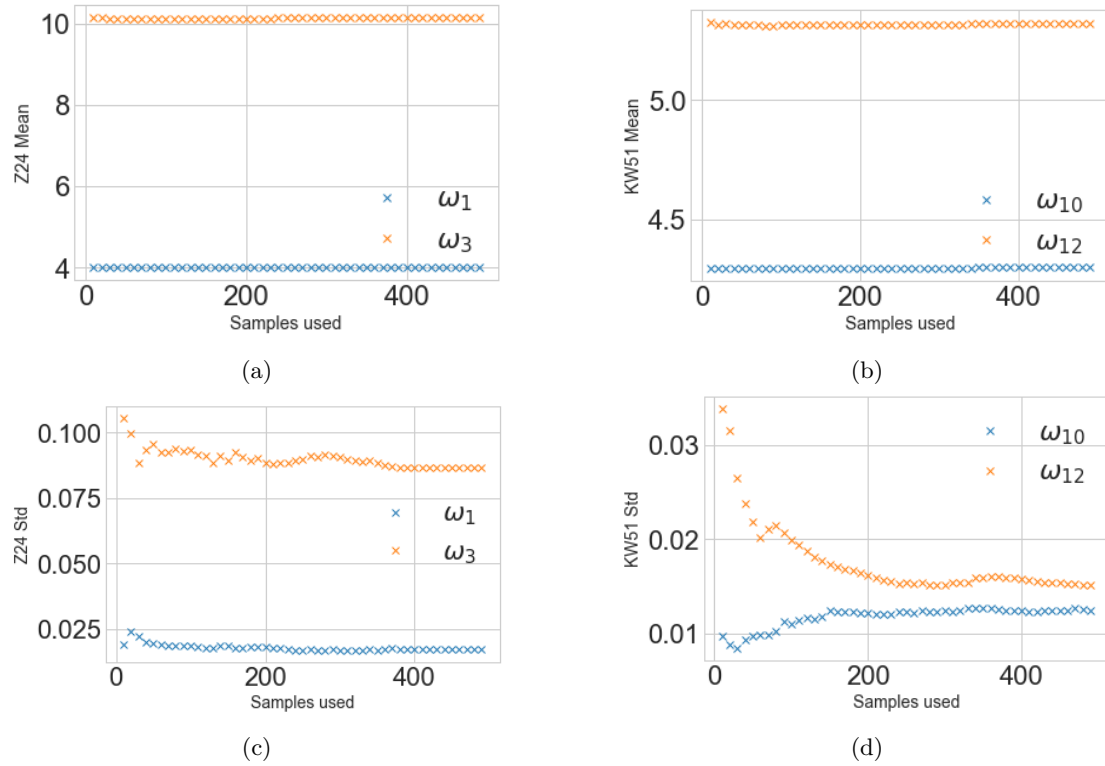 10
8
6
4
Z24 Mean
ω1
ω3
0
200
400
Samples used
(a)
5.0
4.5
KW51 Mean
ω10
ω12
0
200
400
Samples used
(b)
0.100
0.075
0.050
0.025
Z24 Std
ω1
ω3
0
200
400
Samples used
(c)
0.03
0.02
0.01
KW51 Std
ω10
ω12
0
200
400
Samples used
(d)